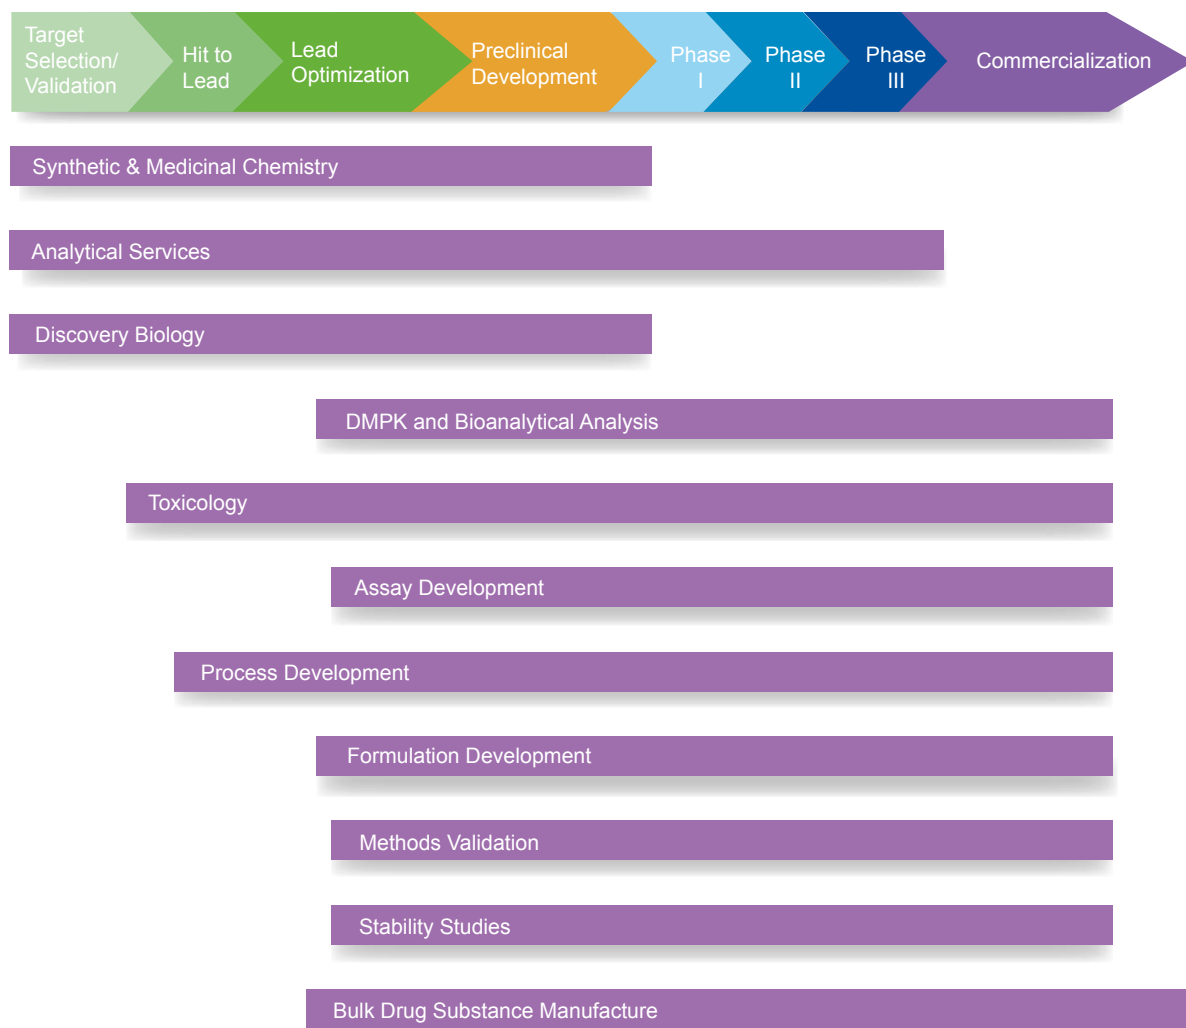 Target
Selection/
Validation
Hit to
Lead
Lead
Optimization
Preclinical
Development
Phase
I
Phase
II
Phase
III
Commercialization
Synthetic & Medicinal Chemistry
Analytical Services
Discovery Biology
DMPK and Bioanalytical Analysis
Toxicology
Assay Development
Process Development
Formulation Development
Methods Validation
Stability Studies
Bulk Drug Substance Manufacture